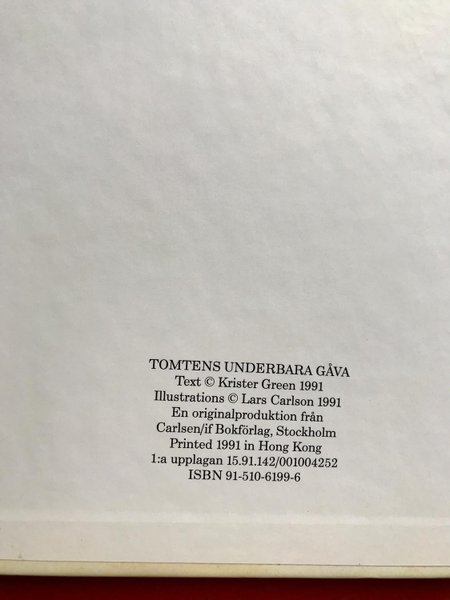 TOMTENS UNDERBARA GÅVA
Text © Krister Green 1991
Illustrations © Lars Carlson 1991
En originalproduktion från
Carlsen/if Bokförlag, Stockholm
Printed 1991 in Hong Kong
1:a upplagan 15.91.142/001004252
ISBN 91-510-6199-6